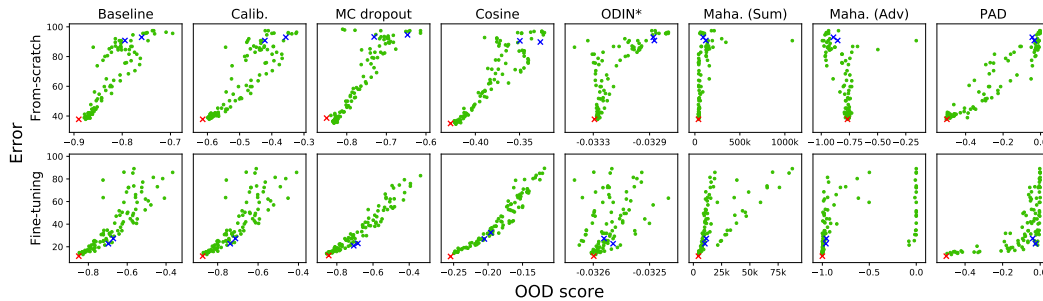 Baseline Calib. MC dropout Cosine ODIN* Maha. (Sum) Maha. (Adv) PAD
Error
From-scratch
100
80
60
40
−0.9 −0.8 −0.7
−0.6 −0.5 −0.4 −0.3
−0.8 −0.7 −0.6
−0.40 −0.35
−0.0333 −0.0329
0 500k 1000k
−1.00 −0.75 −0.50 −0.25
−0.4 −0.2 0.0
Fine-tuning
100
80
60
40
20
−0.8 −0.6 −0.4
−0.8 −0.6 −0.4
−0.8 −0.6 −0.4
−0.25 −0.20 −0.15
−0.0326 −0.0325
0 25k 50k 75k
−1.0 −0.5 0.0
−0.4 −0.2 0.0
OOD score